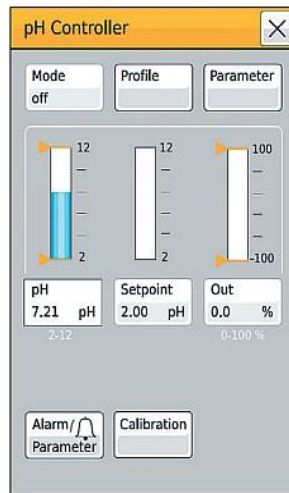 pH Controller
Mode
off
Profile
Parameter
12
2
12
2
100
-100
pH
7.21 pH
2-12
Setpoint
2.00 pH
Out
0.0 %
0-100 %
Alarm/
Parameter
Calibration